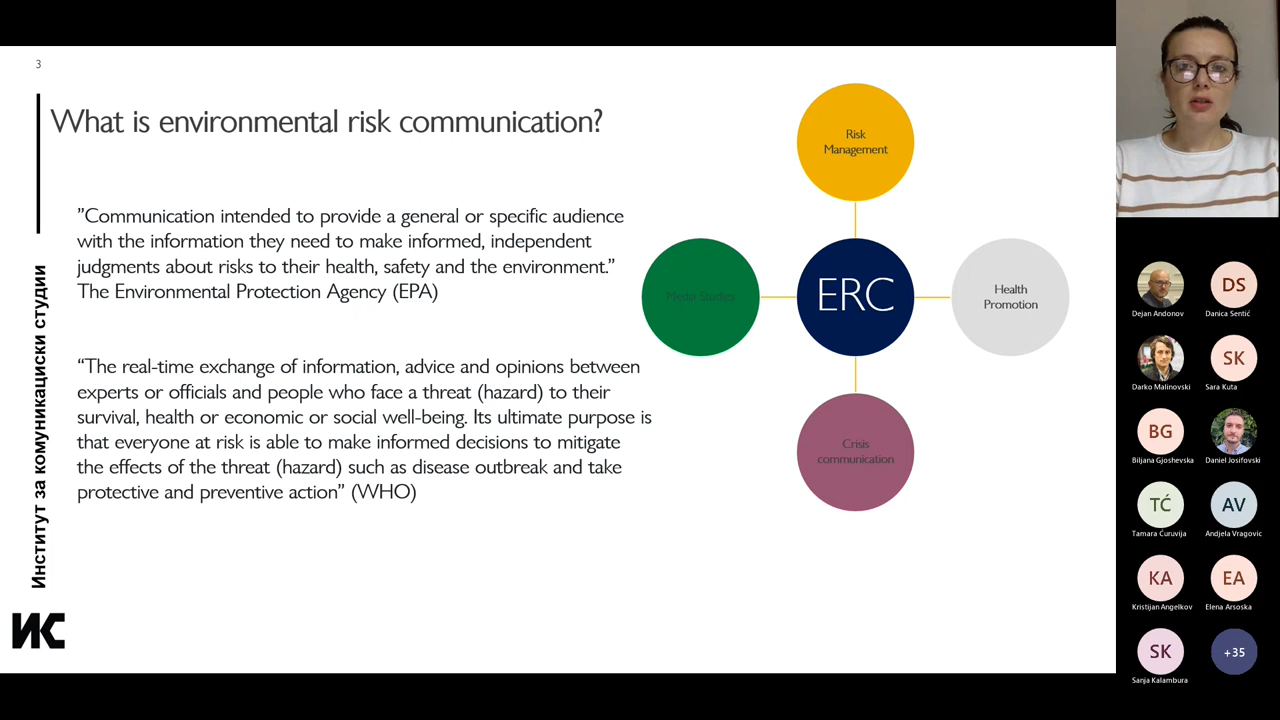 3
What is environmental risk communication?
”Communication intended to provide a general or specific audience
with the information they need to make informed, independent
judgments about risks to their health, safety and the environment.”
The Environmental Protection Agency (EPA)
“The real-time exchange of information, advice and opinions between
experts or officials and people who face a threat (hazard) to their
survival, health or economic or social well-being. Its ultimate purpose is
that everyone at risk is able to make informed decisions to mitigate
the effects of the threat (hazard) such as disease outbreak and take
protective and preventive action” (WHO)
Институт за комуникациски студии
ИС
Risk
Management
Media Studies
ERC
Health
Promotion
Crisis
communication
Dejan Andonov
DS
Danica Sentić
Darko Malinovski
SK
Sara Kuta
BG
Biljana Gjoshevska
Daniel Josifovski
TĆ
Tamara Ćuruvija
AV
Andjela Vragovic
KA
Kristijan Angelkov
EA
Elena Arsoska
SK
Sanja Kalambura
+35